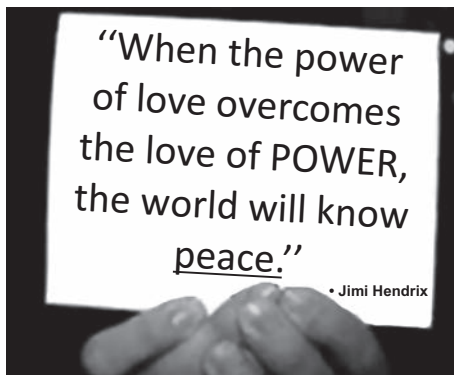 ‘‘When the power
of love overcomes
the love of POWER,
the world will know
peace.’’
• Jimi Hendrix